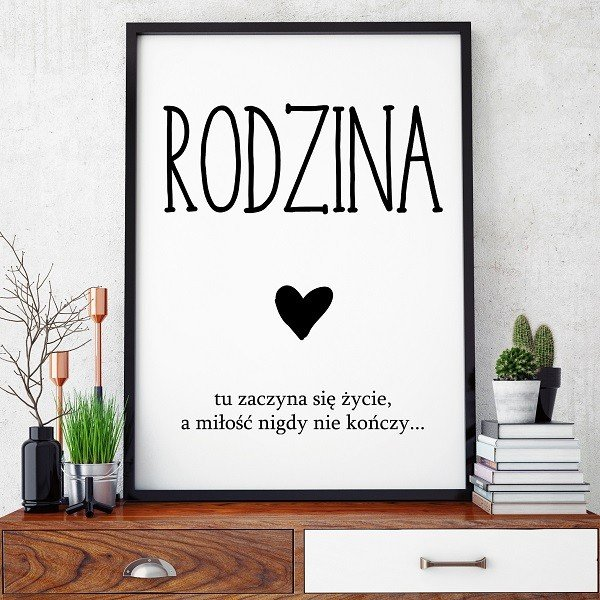 RODZINA
tu zaczyna się życie,
a miłość nigdy nie kończy...